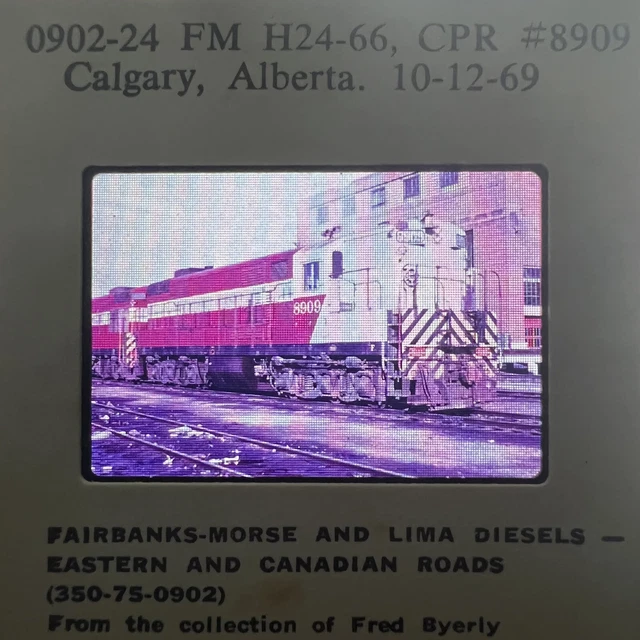 0902-24 FM H24-66, CPR #8909
Calgary, Alberta. 10-12-69
8909
FAIRBANKS-MORSE AND LIMA DIESELS —
EASTERN AND CANADIAN ROADS
(350-75-0902)
From the collection of Fred Byerly